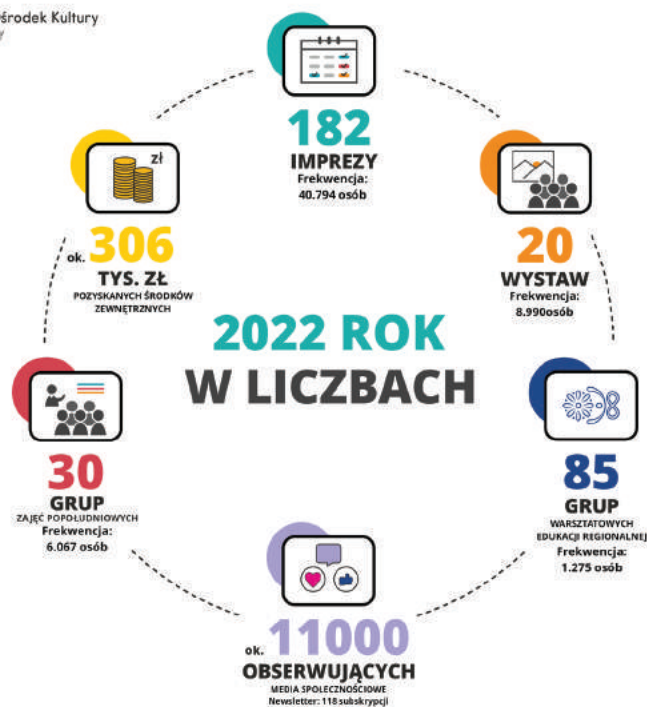 środek Kultury
182
IMPREZY
Frekwencja:
40.794 osób
zł
ok. 306
TYS. ZŁ
POZYSKANYCH ŚRODKÓW
ZEWNĘTRZNYCH
20
WYSTAW
Frekwencja:
8.990osób
2022 ROK
W LICZBACH
30
GRUP
ZAJĘĆ POPOŁUDNIOWYCH
Frekwencja:
6.067 osób
85
GRUP
WARSZTATOWYCH
EDUKACJI REGIONALNEJ
Frekwencja:
1.275 osób
ok. 11000
OBSERWUJĄCYCH
MEDIA SPOŁECZNOŚCIOWE
Newsletter: 118 subskrypcji